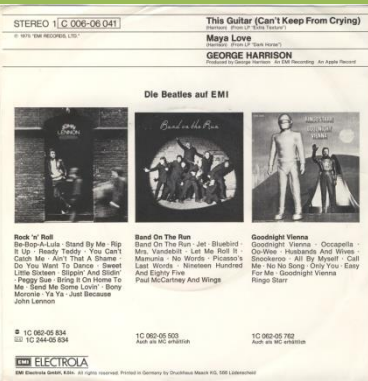 STEREO 1 C 006-06 041
℗ 1975 "EMI RECORDS, LTD."
This Guitar (Can't Keep From Crying)
(Harrison) (From LP "Extra Texture")
Maya Love
(Harrison) (From LP "Dark Horse")
GEORGE HARRISON
Produced by George Harrison An EMI Recording An Apple Record
Die Beatles auf EMI
JOHN
LENNON
Band on the Run
RINGO STARR
GOODNIGHT
VIENNA
Rock 'n' Roll
Be-Bop-A-Lula · Stand By Me · Rip
It Up · Ready Teddy · You Can't
Catch Me · Ain't That A Shame ·
Do You Want To Dance · Sweet
Little Sixteen · Slippin' And Slidin'
Peggy Sue · Bring It On Home To
Me · Send Me Some Lovin' · Bony
Moronie · Ya Ya · Just Because
John Lennon
1C 062-05 834
1C 244-05 834
Band On The Run
Band On The Run · Jet · Bluebird ·
Mrs. Vandebilt · Let Me Roll It ·
Mamunia · No Words · Picasso's
Last Words · Nineteen Hundred
And Eighty Five
Paul McCartney And Wings
1C 062-05 503
Auch als MC erhältlich
Goodnight Vienna
Goodnight Vienna · Occapella ·
Oo-Wee · Husbands And Wives ·
Snookeroo · All By Myself · Call
Me · No No Song · Only You · Easy
For Me · Goodnight Vienna
Ringo Starr
1C 062-05 762
Auch als MC erhältlich
EMI ELECTROLA
EMI Electrola GmbH, Köln. All rights reserved. Printed in Germany by Druckhaus Maack KG, 588 Lüdenscheid